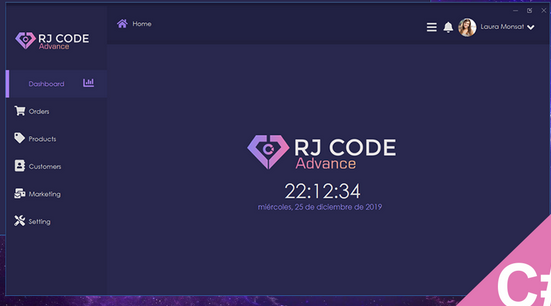 Home
Laura Monsat
RJ CODE
Advance
Dashboard
Orders
Products
Customers
Marketing
Setting
RJ CODE
Advance
22:12:34
miércoles, 25 de diciembre de 2019
C#